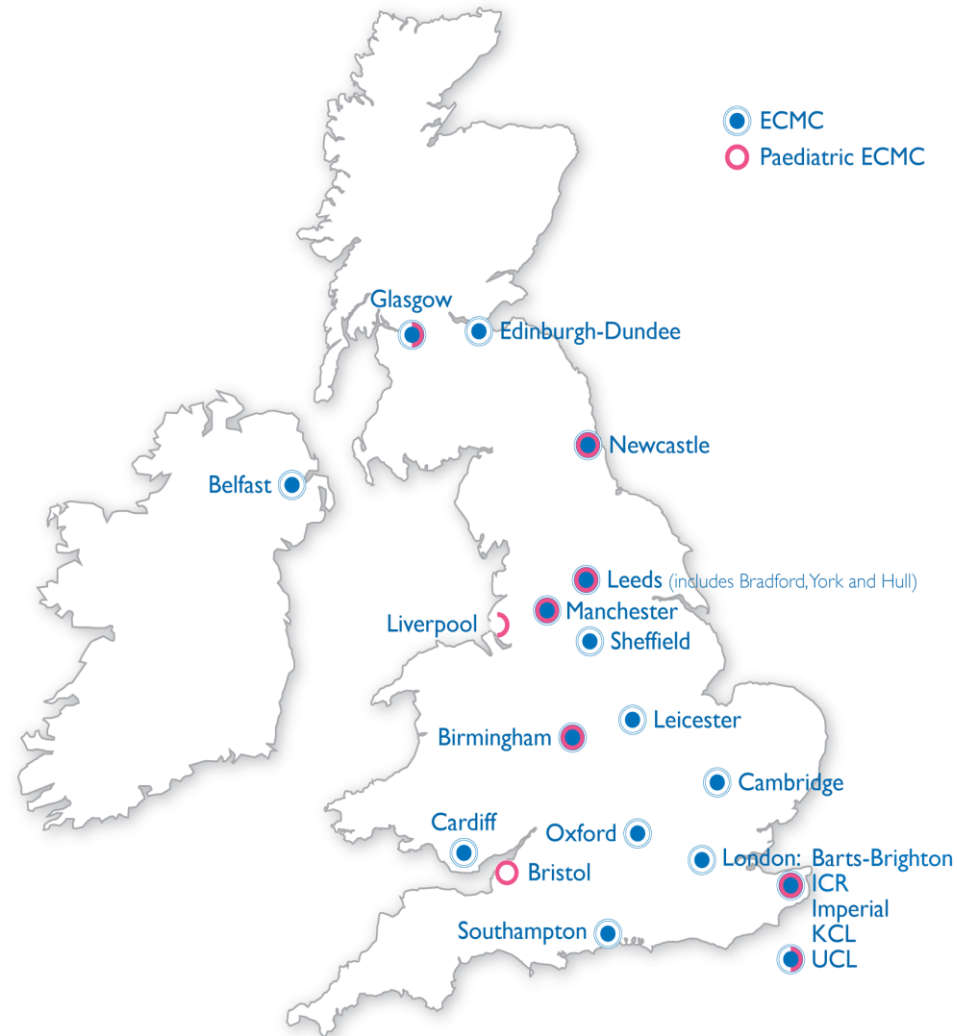 ECMC
Paediatric ECMC
Glasgow
Edinburgh-Dundee
Newcastle
Belfast
Leeds (includes Bradford, York and Hull)
Manchester
Liverpool
Sheffield
Leicester
Birmingham
Cambridge
Cardiff
Oxford
London: Barts-Brighton
Bristol
ICR
Imperial
Southampton
KCL
UCL